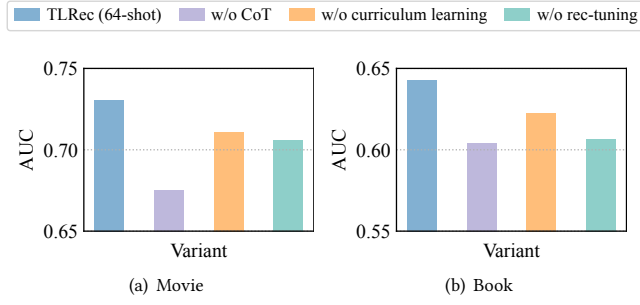 TLRec (64-shot) w/o CoT w/o curriculum learning w/o rec-tuning
0.75
0.70
0.65
AUC
Variant
(a) Movie
0.65
0.60
0.55
AUC
Variant
(b) Book